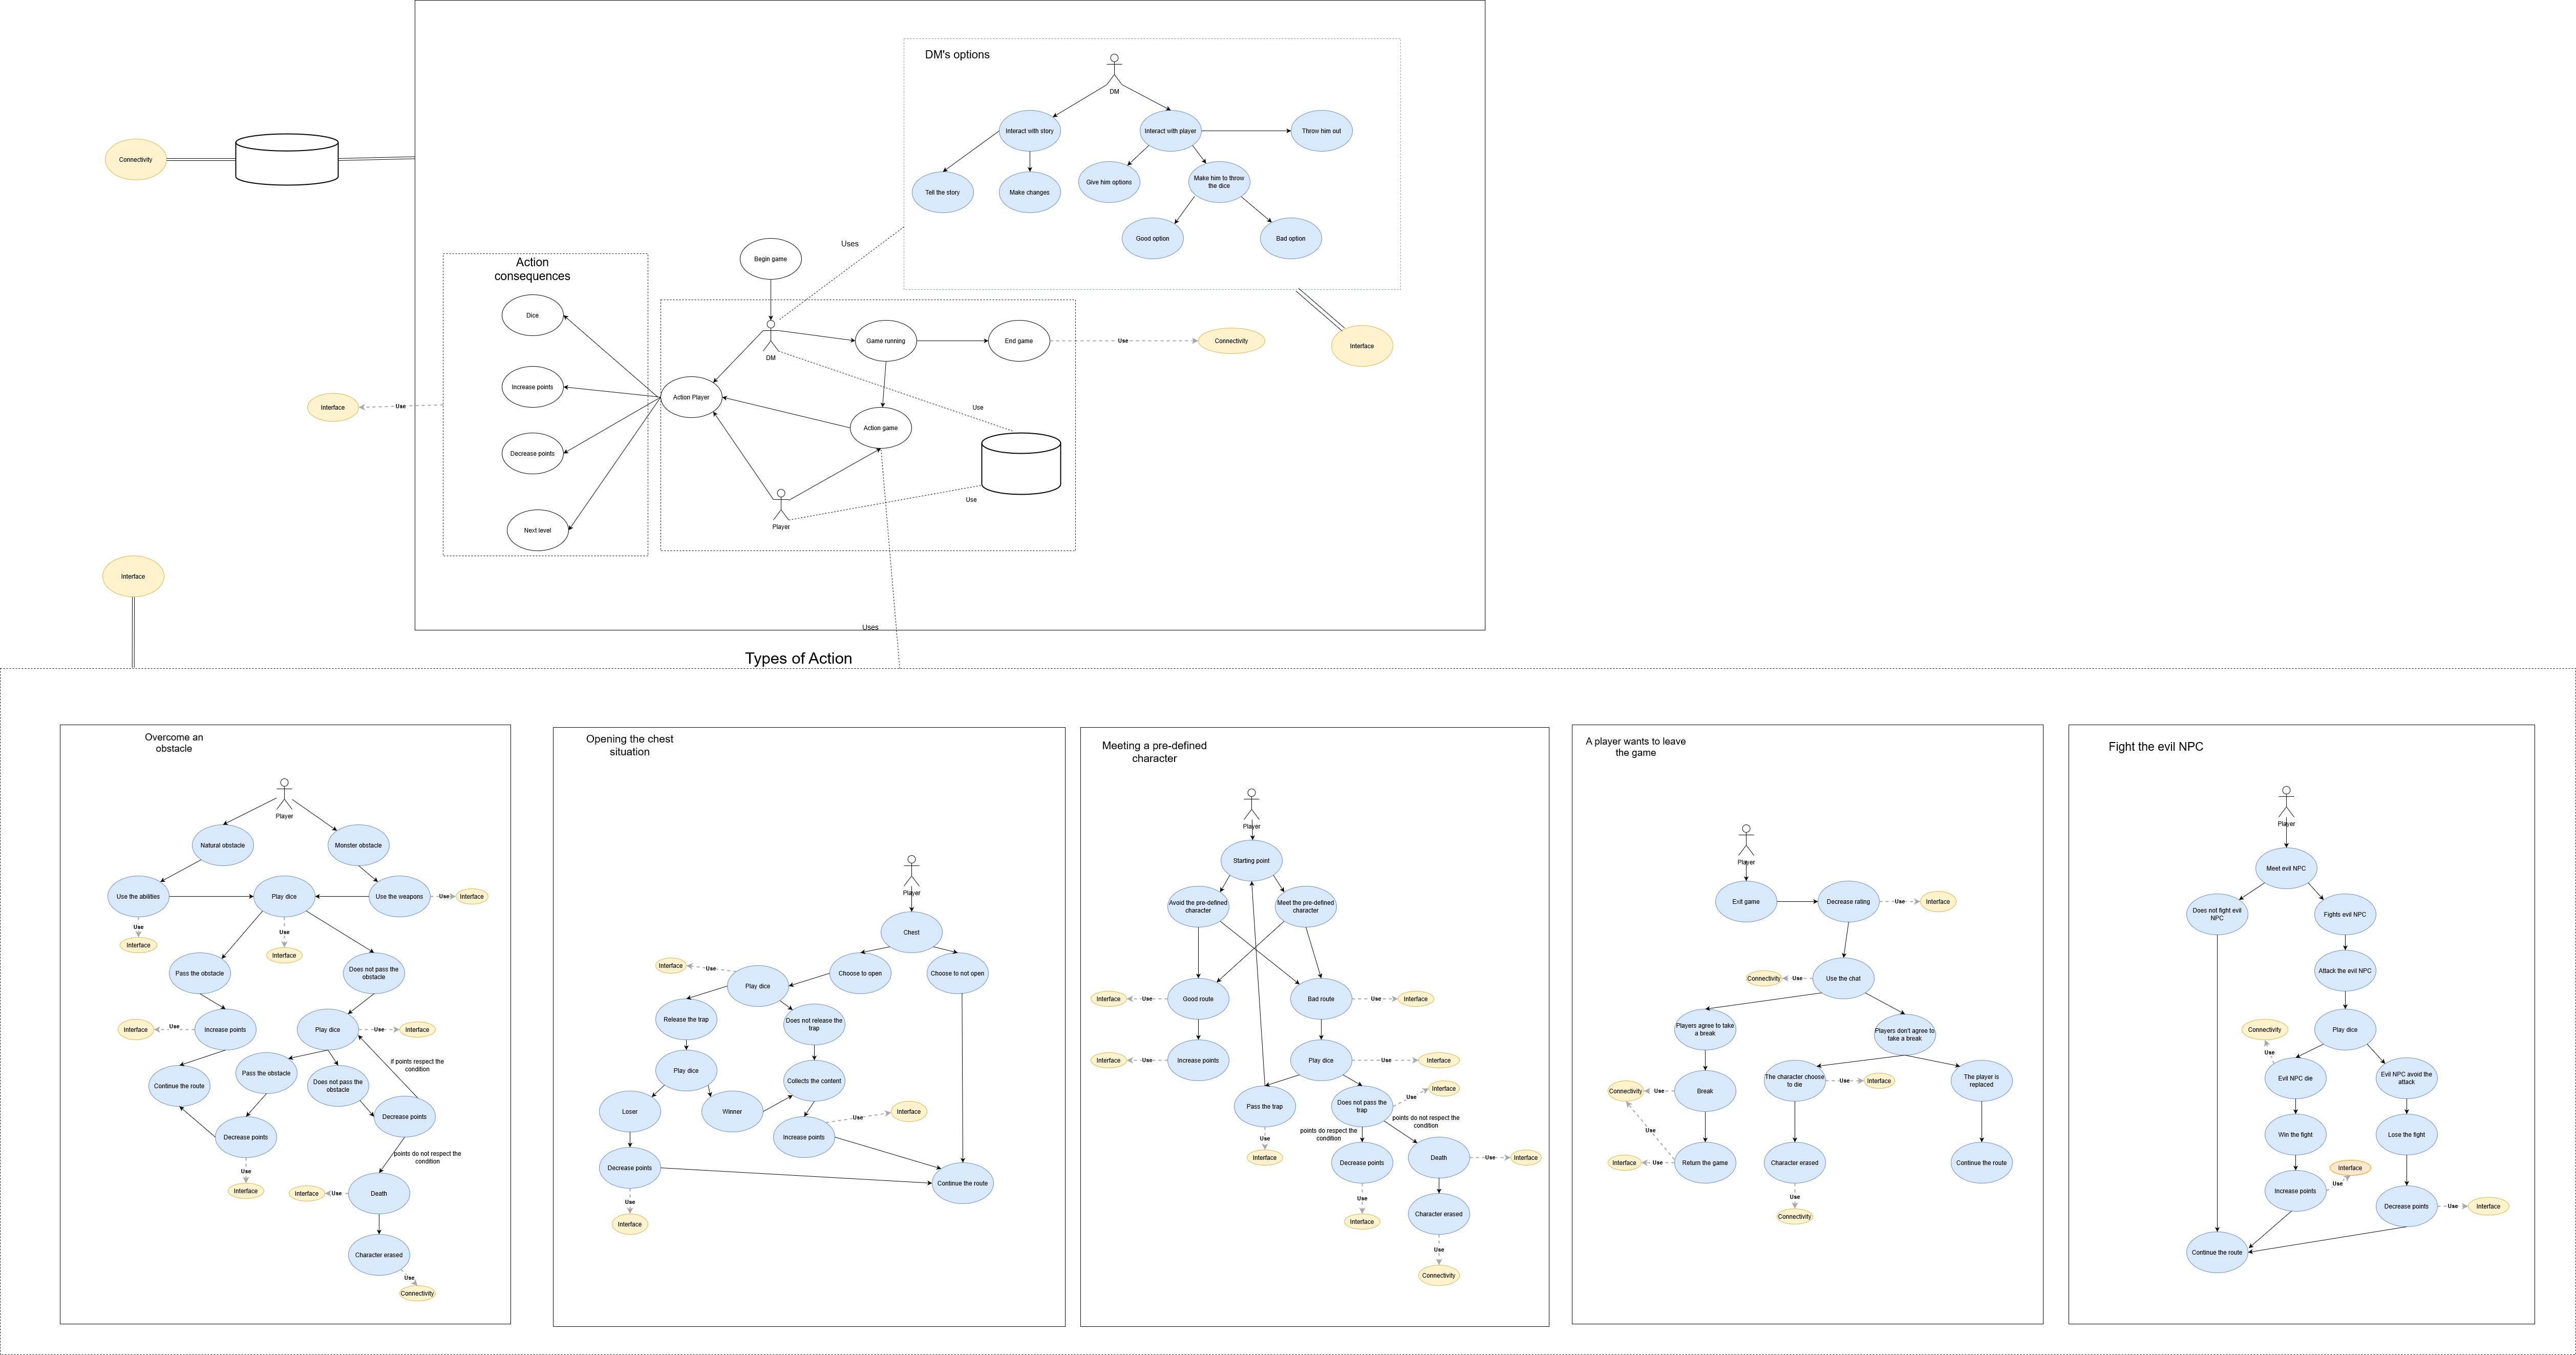 DM's options
DM
Interact with story
Interact with player
Throw him out
Tell the story
Make changes
Give him options
Make him to throw
the dice
Good option
Bad option
Connectivity
Uses
Begin game
Action
consequences
Dice
Increase points
Decrease points
Next level
DM
Game running
End game
Use
Connectivity
Interface
Interface
Use
Action Player
Action game
Use
Use
Player
Interface
Uses
Types of Action
Overcome an
obstacle
Player
Natural obstacle
Monster obstacle
Use the abilities
Play dice
Use the weapons
Use
Interface
Use
Interface
Use
Interface
Pass the obstacle
Does not pass the
obstacle
Interface
Use
Increase points
Play dice
Use
Interface
if points respect the
condition
Continue the route
Pass the obstacle
Does not pass the
obstacle
Decrease points
Decrease points
points do not respect the
condition
Use
Interface
Interface
Use
Death
Character erased
Use
Connectivity
Opening the chest
situation
Player
Chest
Interface
Use
Play dice
Choose to open
Choose to not open
Release the trap
Does not release the
trap
Play dice
Collects the content
Loser
Winner
Use
Interface
Increase points
Decrease points
Continue the route
Use
Interface
Meeting a pre-defined
character
Player
Starting point
Avoid the pre-defined
character
Meet the pre-defined
character
Interface
Use
Good route
Bad route
Use
Interface
Interface
Use
Increase points
Play dice
Use
Interface
Interface
Use
Pass the trap
Does not pass the
trap
points do respect the
condition
points do not respect the
condition
Use
Interface
Decrease points
Death
Use
Interface
Use
Interface
Character erased
Use
Connectivity
A player wants to leave
the game
Player
Exit game
Decrease rating
Use
Interface
Connectivity
Use
Use the chat
Players agree to take
a break
Players don't agree to
take a break
Connectivity
Use
Break
The character choose
to die
Use
Interface
The player is
replaced
Use
Interface
Use
Return the game
Character erased
Continue the route
Use
Connectivity
Fight the evil NPC
Player
Meet evil NPC
Does not fight evil
NPC
Fights evil NPC
Attack the evil NPC
Connectivity
Play dice
Use
Evil NPC die
Evil NPC avoid the
attack
Win the fight
Lose the fight
Interface
Use
Increase points
Decrease points
Use
Interface
Continue the route